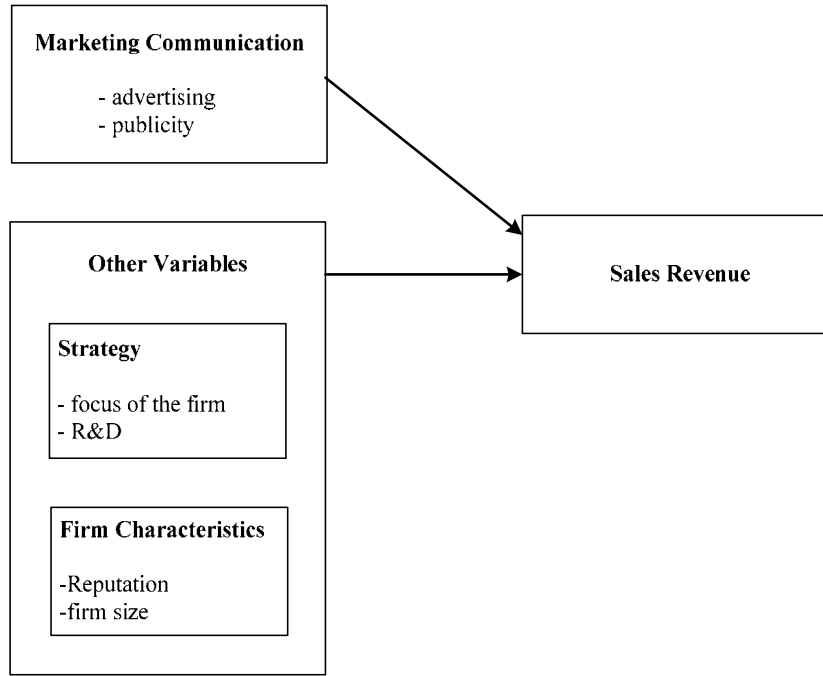 Marketing Communication
- advertising
- publicity
Other Variables
Strategy
- focus of the firm
- R&D
Firm Characteristics
-Reputation
-firm size
Sales Revenue